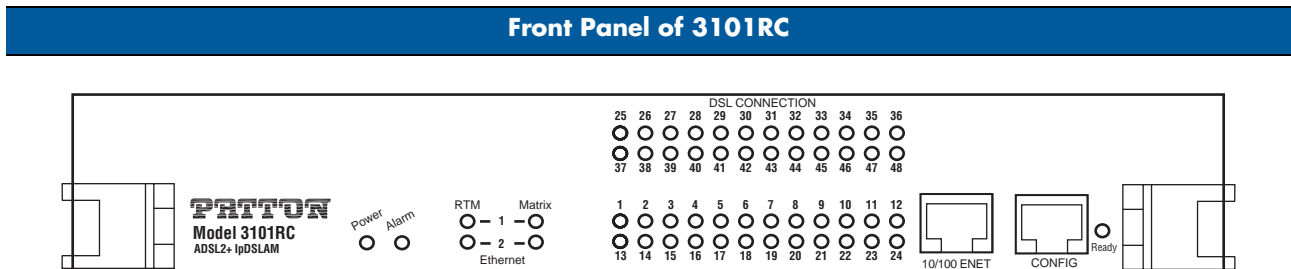 Front Panel of 3101RC
DSL CONNECTION
25 26 27 28 29 30 31 32 33 34 35 36
37 38 39 40 41 42 43 44 45 46 47 48
PATTON
Model 3101RC
ADSL2+ IpDSLAM
Power Alarm
RTM Matrix
1
2
Ethernet
1 2 3 4 5 6 7 8 9 10 11 12
13 14 15 16 17 18 19 20 21 22 23 24
10/100 ENET
CONFIG
Ready